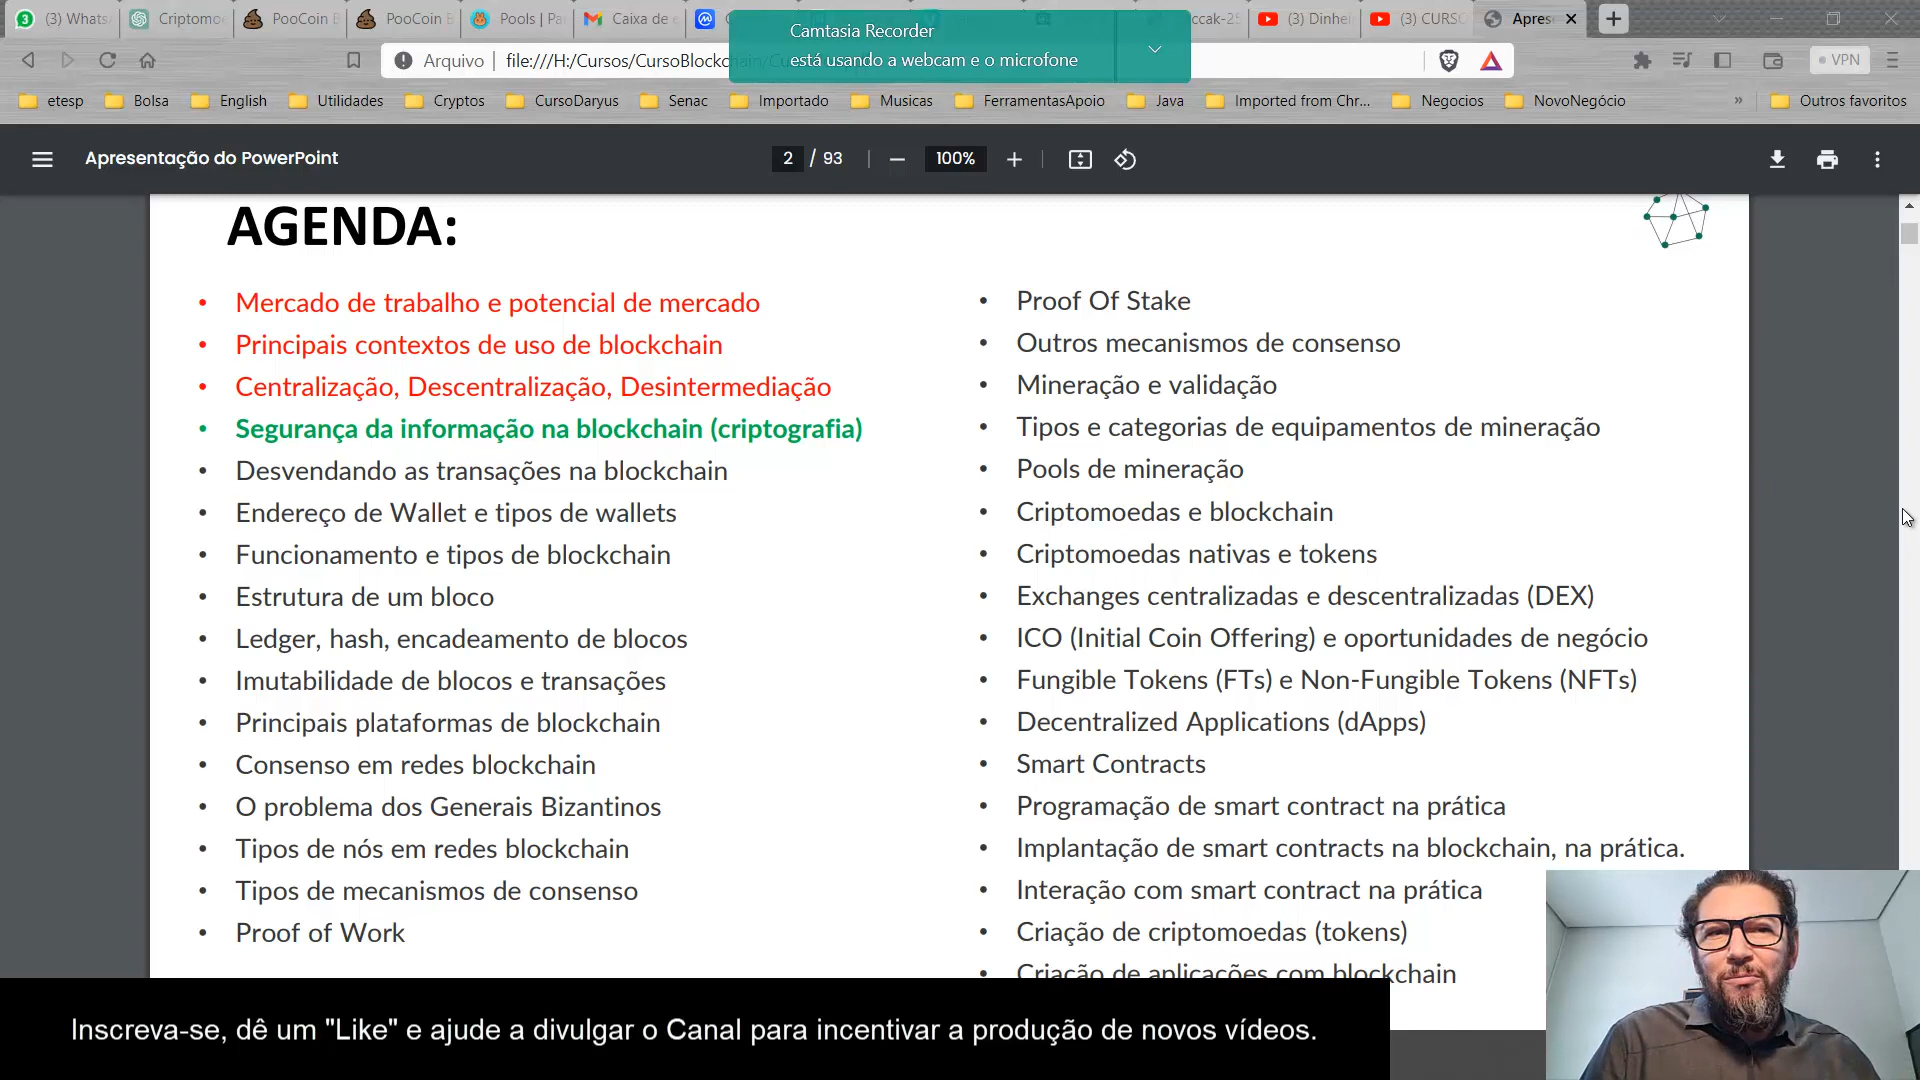 (3) Whats
Criptomo
PooCoin
PooCoin
Pools | Pa
Caixa de
ccak-25
(3) Dinhei
(3) CURSO
Apres
Camtasia Recorder
está usando a webcam e o microfone
Arquivo
file:///H:/Cursos/CursoBlockchain/Cu
VPN
etesp
Bolsa
English
Utilidades
Cryptos
CursoDaryus
Senac
Importado
Musicas
FerramentasApoio
Java
Imported from Chr...
Negocios
NovoNegócio
»
Outros favoritos
Apresentação do PowerPoint
2 / 93
100%
AGENDA:
• Mercado de trabalho e potencial de mercado
• Principais contextos de uso de blockchain
• Centralização, Descentralização, Desintermediação
• Segurança da informação na blockchain (criptografia)
• Desvendando as transações na blockchain
• Endereço de Wallet e tipos de wallets
• Funcionamento e tipos de blockchain
• Estrutura de um bloco
• Ledger, hash, encadeamento de blocos
• Imutabilidade de blocos e transações
• Principais plataformas de blockchain
• Consenso em redes blockchain
• O problema dos Generais Bizantinos
• Tipos de nós em redes blockchain
• Tipos de mecanismos de consenso
• Proof of Work
• Proof Of Stake
• Outros mecanismos de consenso
• Mineração e validação
• Tipos e categorias de equipamentos de mineração
• Pools de mineração
• Criptomoedas e blockchain
• Criptomoedas nativas e tokens
• Exchanges centralizadas e descentralizadas (DEX)
• ICO (Initial Coin Offering) e oportunidades de negócio
• Fungible Tokens (FTs) e Non-Fungible Tokens (NFTs)
• Decentralized Applications (dApps)
• Smart Contracts
• Programação de smart contract na prática
• Implantação de smart contracts na blockchain, na prática.
• Interação com smart contract na prática
• Criação de criptomoedas (tokens)
• Criação de aplicações com blockchain
Inscreva-se, dê um "Like" e ajude a divulgar o Canal para incentivar a produção de novos vídeos.